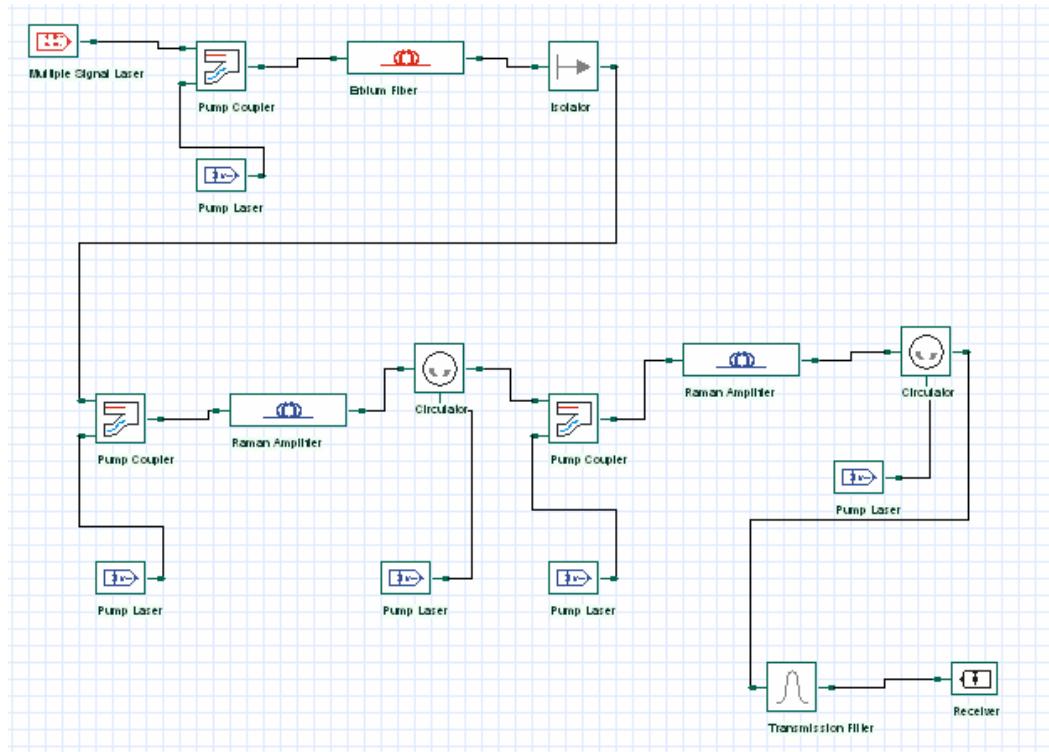 Multiple Signal Laser
Pump Coupler
Erbium Fiber
Isolator
Pump Laser
Circulator
Raman Amplifier
Circulator
Raman Amplifier
Pump Coupler
Pump Coupler
Pump Laser
Pump Laser
Pump Laser
Pump Laser
Receiver
Transmission Filter